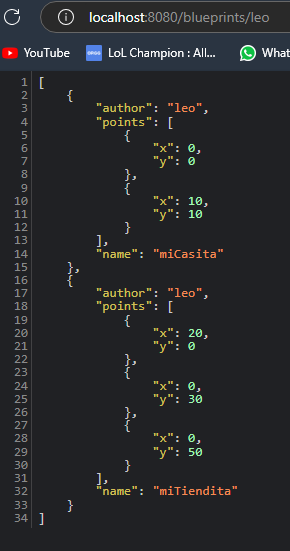 localhost:8080/blueprints/leo
YouTube LoL Champion : All... WhatsA
1 [
2 {
3 "author": "leo",
4 "points": [
5 {
6 "x": 0,
7 "y": 0
8 },
9 {
10 "x": 10,
11 "y": 10
12 }
13 ],
14 "name": "miCasita"
15 },
16 {
17 "author": "leo",
18 "points": [
19 {
20 "x": 20,
21 "y": 0
22 },
23 {
24 "x": 0,
25 "y": 30
26 },
27 {
28 "x": 0,
29 "y": 50
30 }
31 ],
32 "name": "miTiendita"
33 }
34 ]